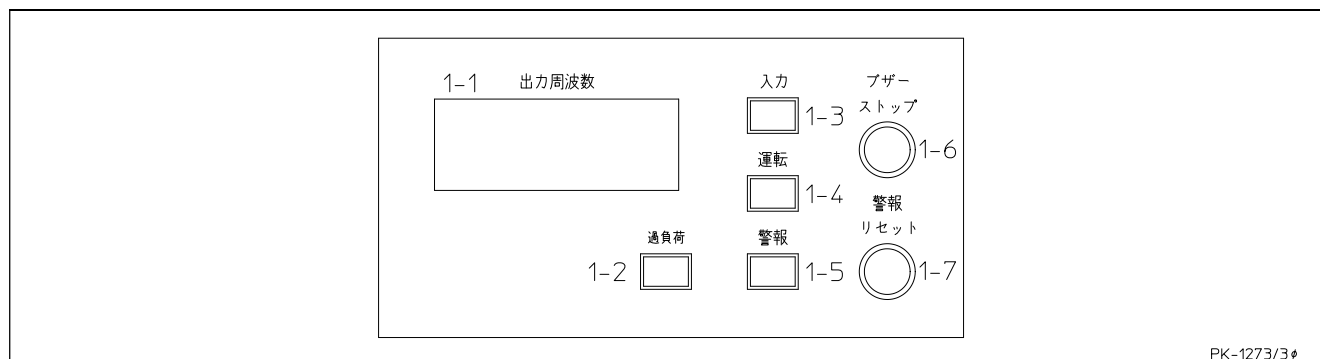 1-1 出力周波数
入力
1-3
運転
1-4
過負荷
1-2
警報
1-5
ブザー
ストップ
1-6
警報
リセット
1-7
PK-1273/3φ